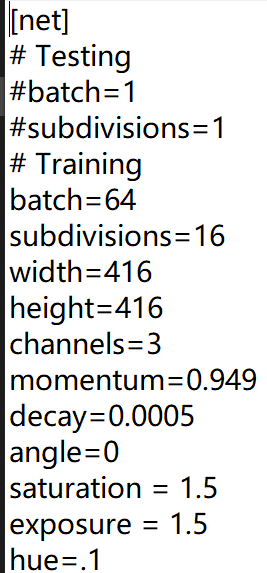 [net]
# Testing
#batch=1
#subdivisions=1
# Training
batch=64
subdivisions=16
width=416
height=416
channels=3
momentum=0.949
decay=0.0005
angle=0
saturation = 1.5
exposure = 1.5
hue=.1